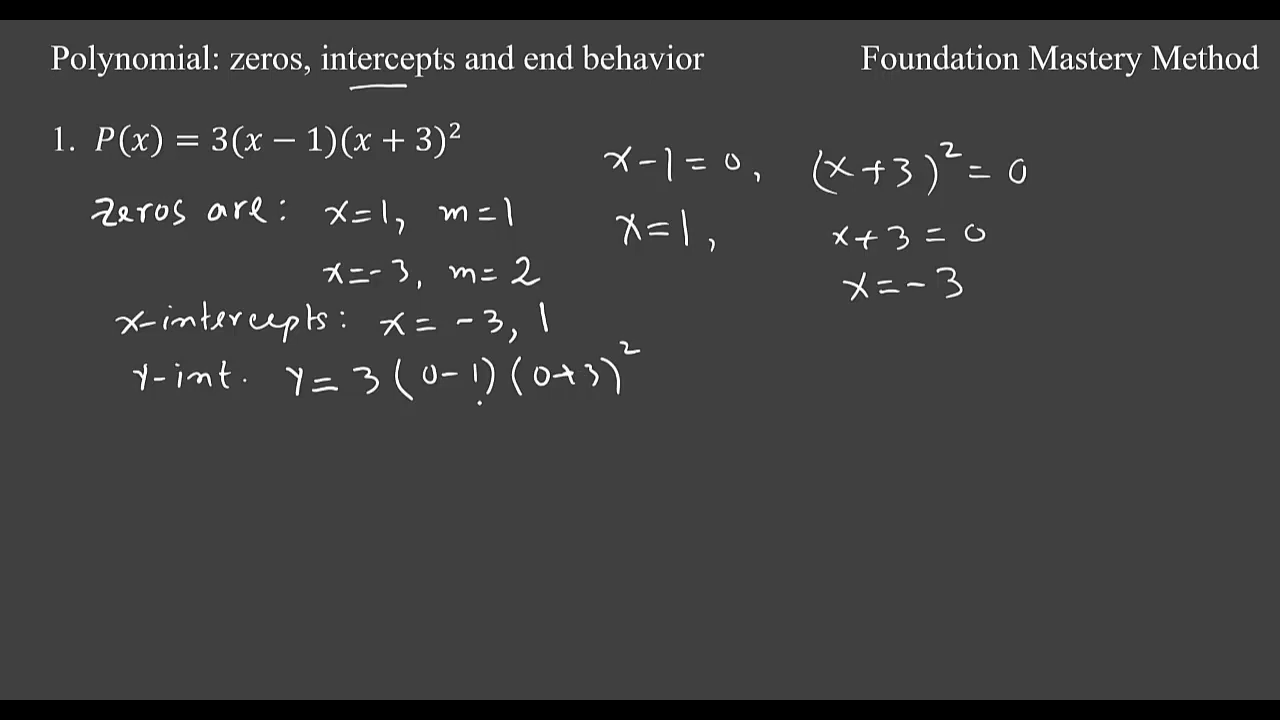 Polynomial: zeros, intercepts and end behavior Foundation Mastery Method
1. P(x) = 3(x − 1)(x + 3)²
x-1=0, (x+3)²=0
zeros are: x=1, m=1
x=1, x+3=0
x=-3, m=2
x=-3
x-intercepts: x=-3, 1
Y-int. Y=3(0-1)(0+3)²